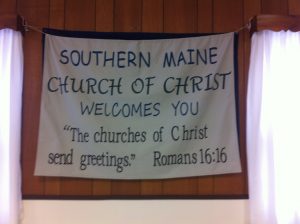 SOUTHERN MAINE
CHURCH OF CHRIST
WELCOMES YOU
"The churches of Christ
send greetings." Romans 16:16